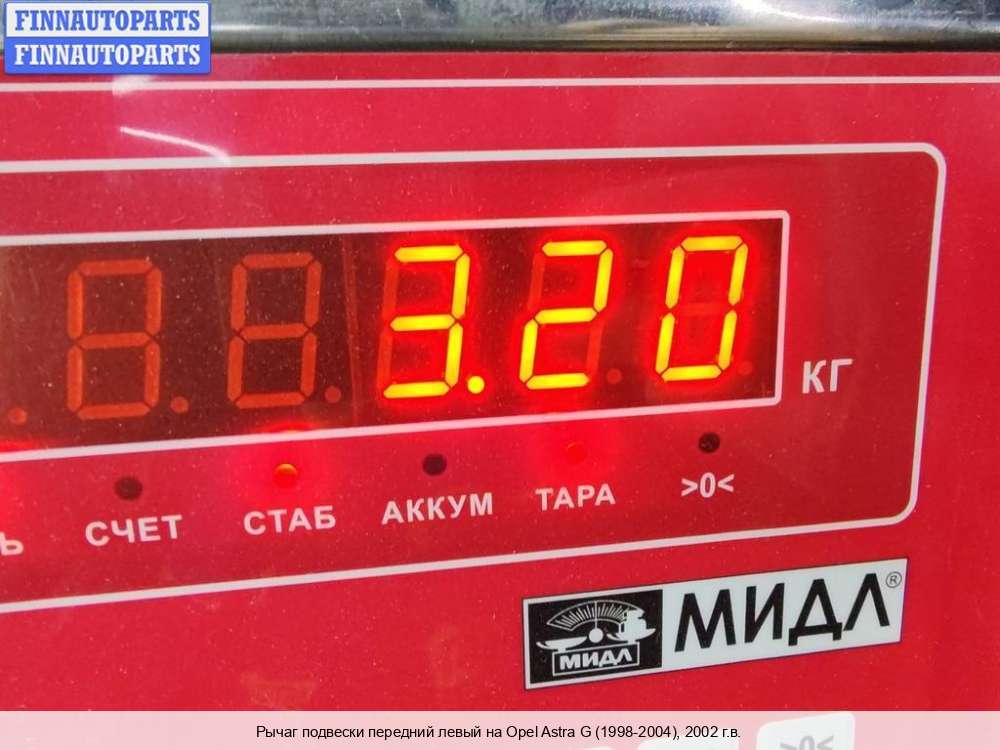 FINNAUTOPARTS
FINNAUTOPARTS
3.20
КГ
Ь СЧЕТ СТАБ АККУМ ТАРА >0<
МИДЛ МИДЛ®
>0<
Рычаг подвески передний левый на Opel Astra G (1998-2004), 2002 г.в.